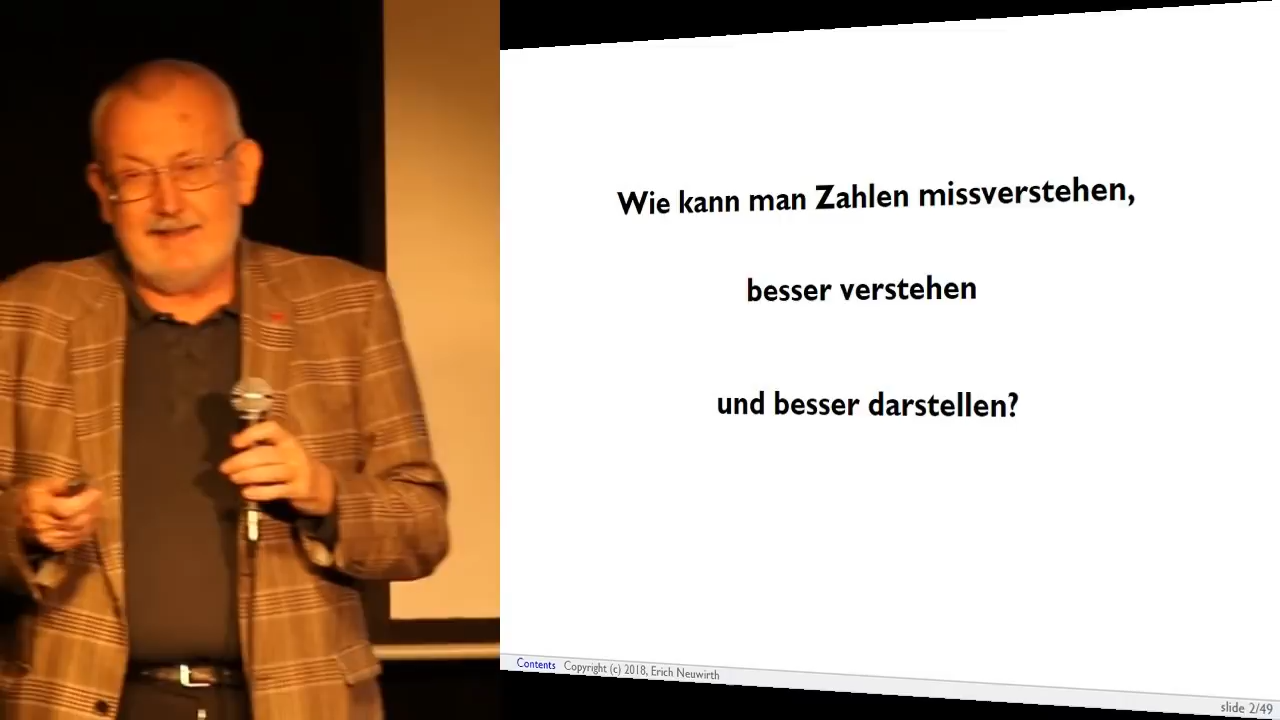 Wie kann man Zahlen missverstehen,
besser verstehen
und besser darstellen?
Contents Copyright (c) 2018, Erich Neuwirth
slide 2/49